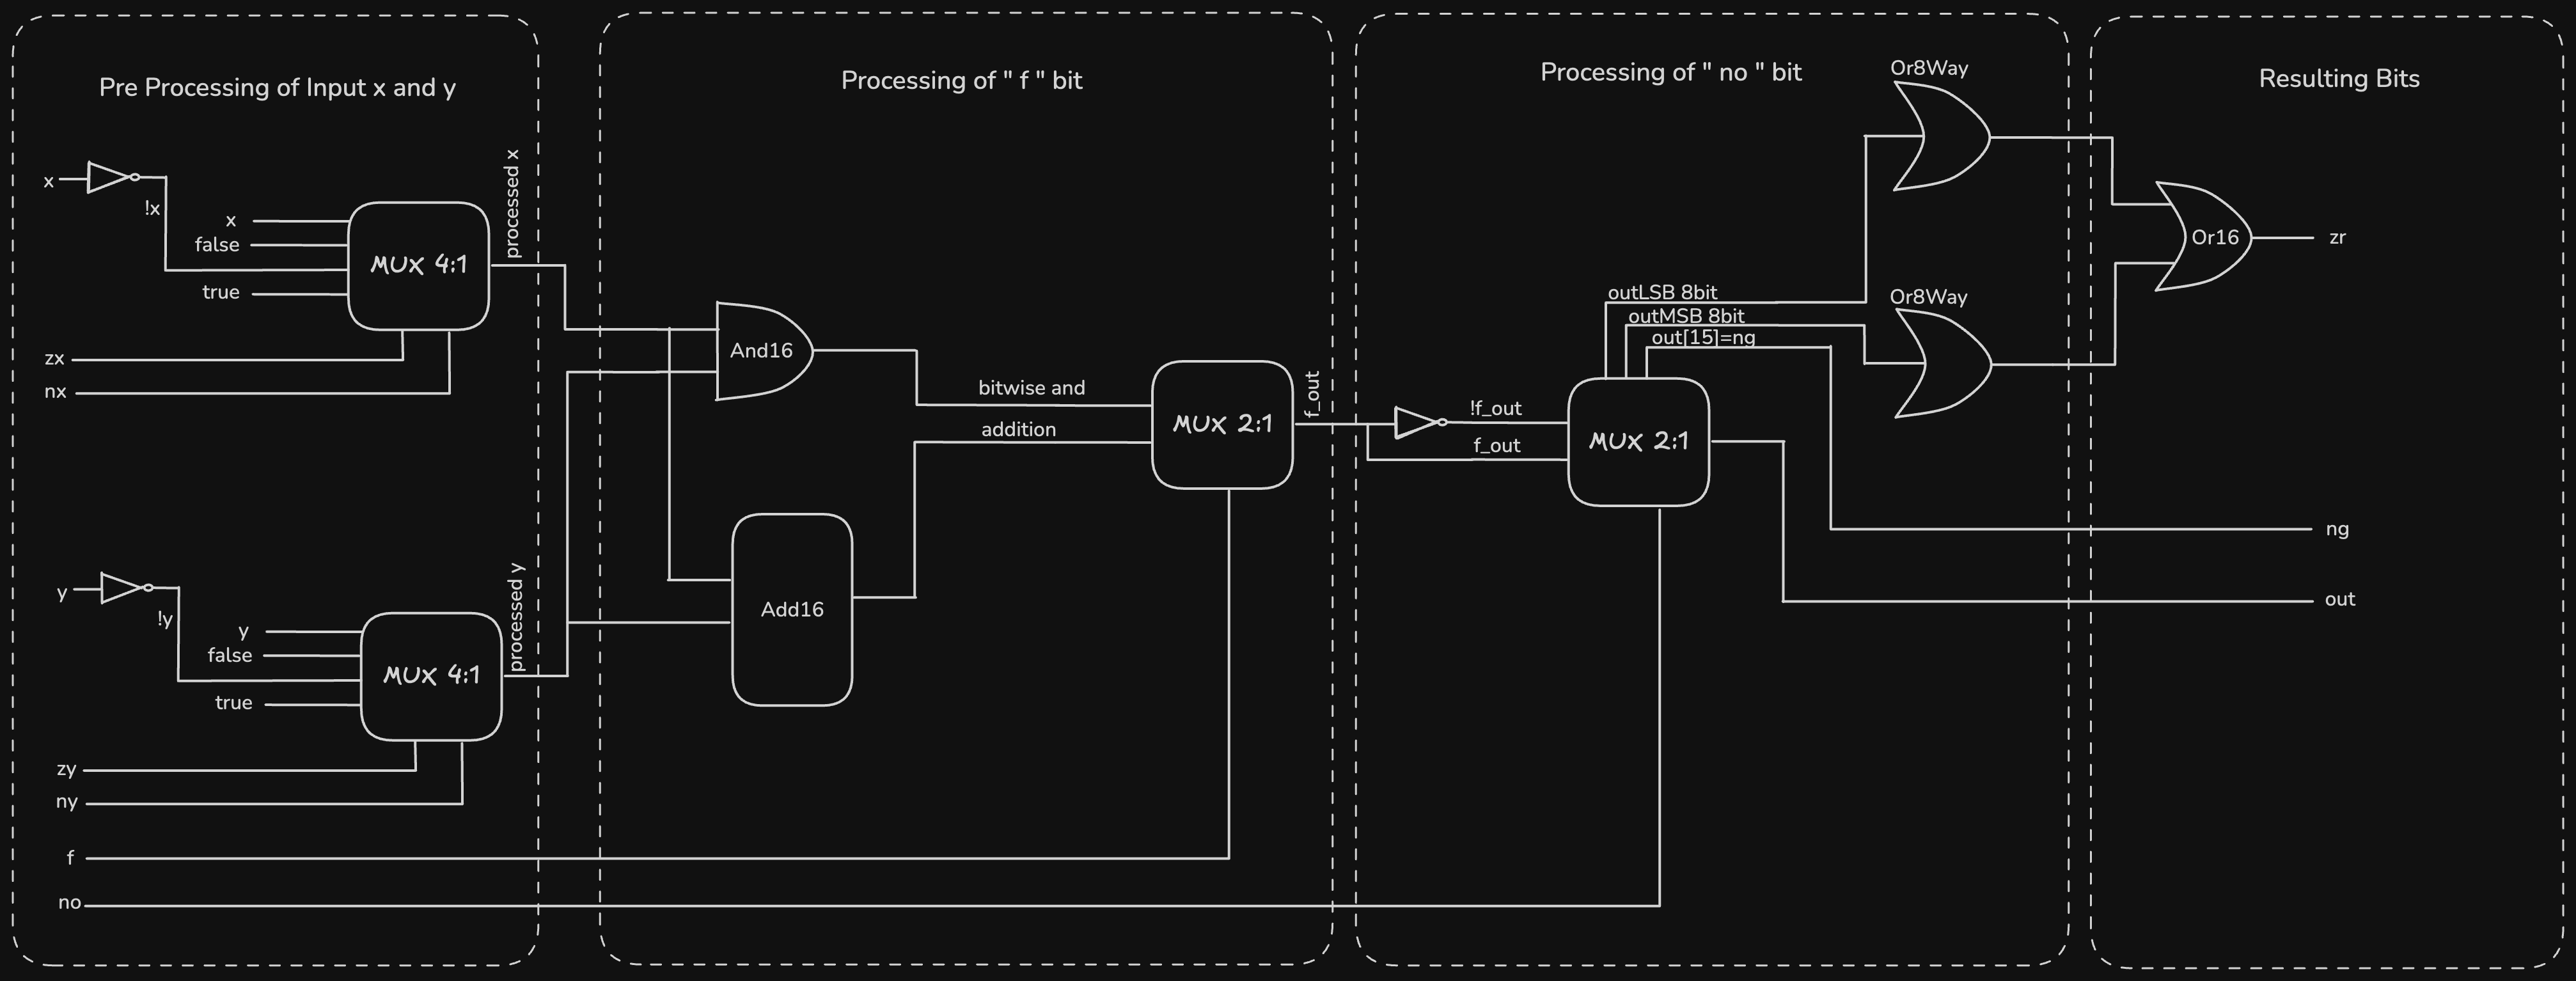 Pre Processing of Input x and y
x
!x
x
false
true
MUX 4:1
processed x
zx
nx
y
!y
y
false
true
MUX 4:1
processed y
zy
ny
f
no
Processing of " f " bit
And16
bitwise and
addition
Add16
MUX 2:1
f_out
Processing of " no " bit
Or8Way
outLSB 8bit
outMSB 8bit
out[15]=ng
Or8Way
!f_out
f_out
MUX 2:1
Resulting Bits
Or16
zr
ng
out